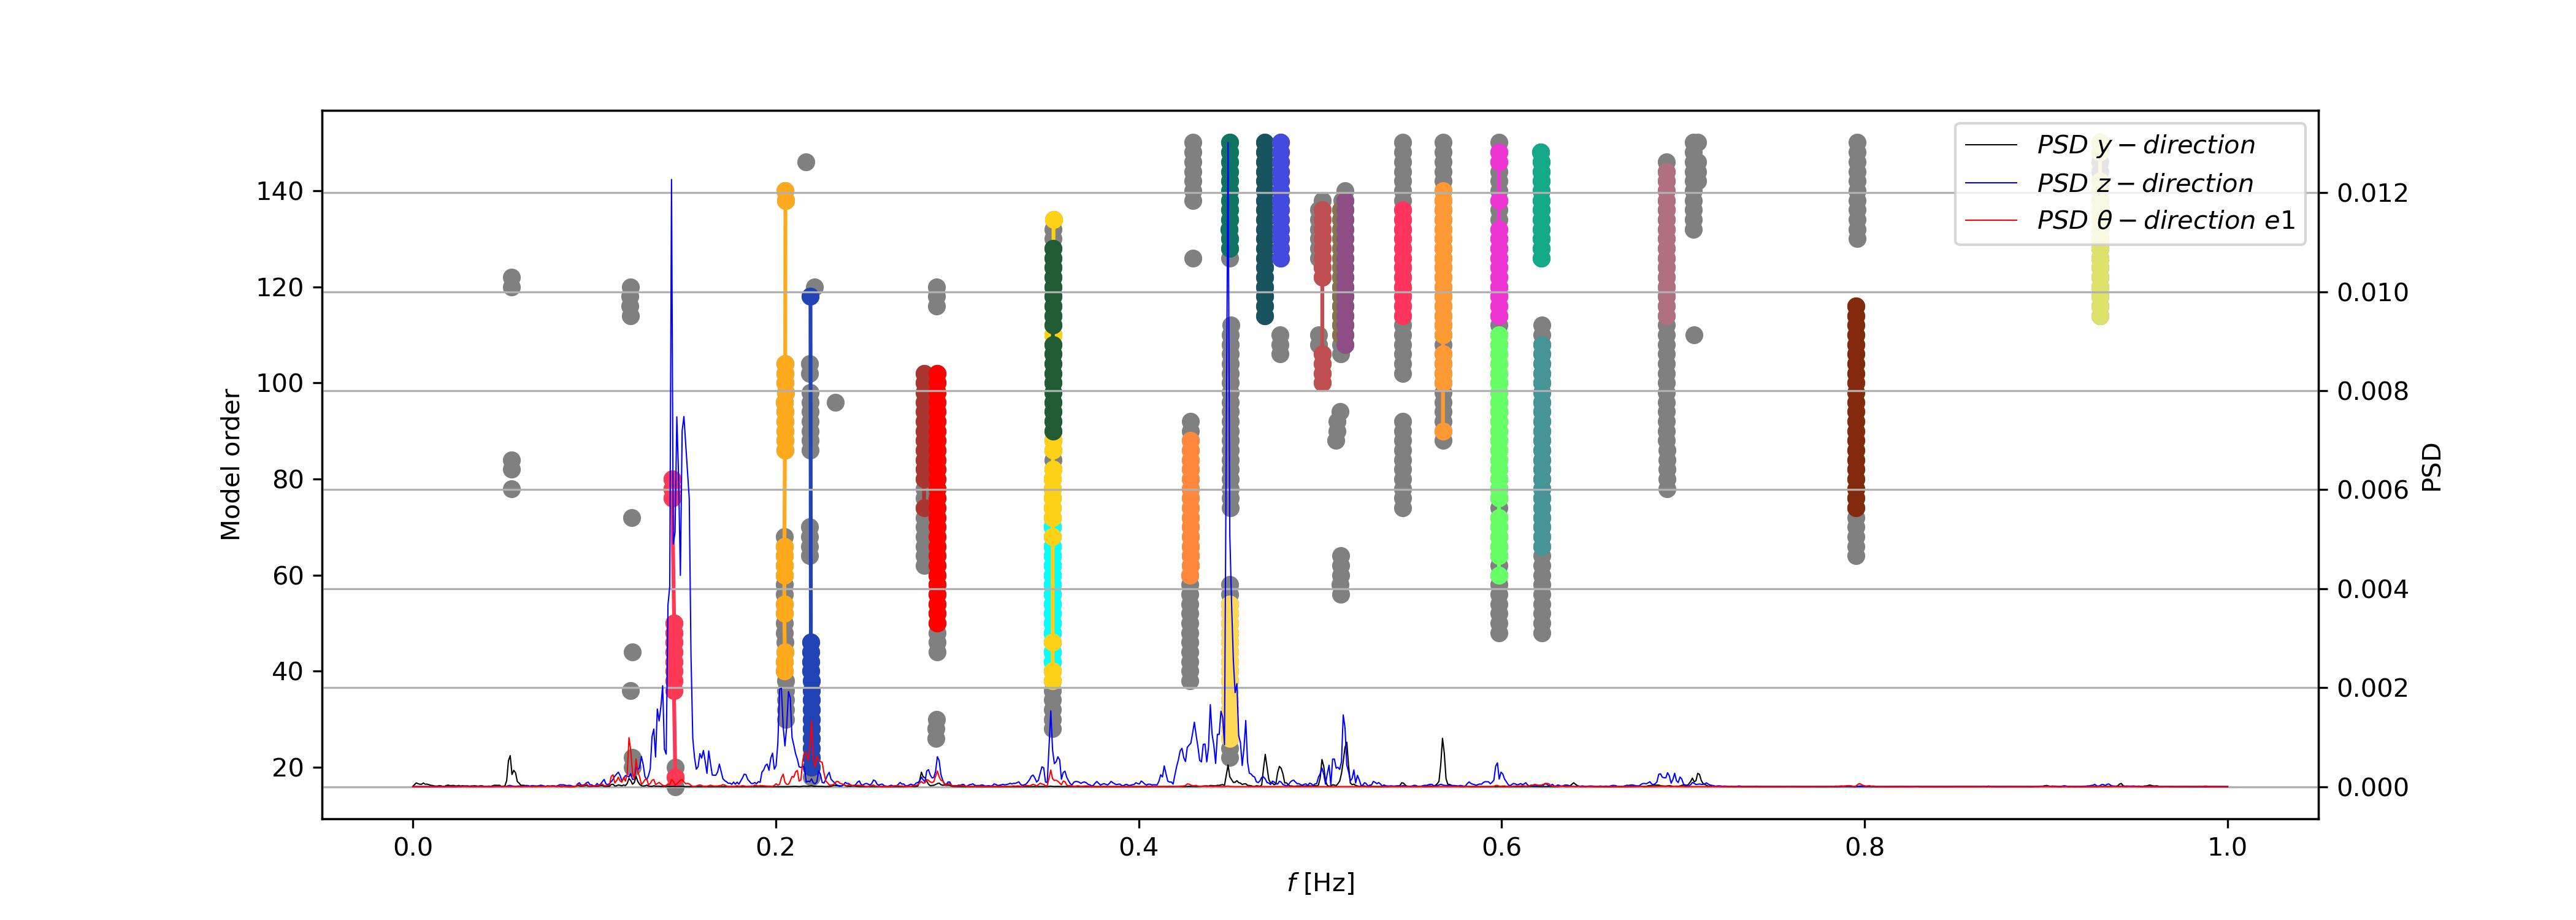 PSD y − direction
PSD z − direction
PSD θ − direction e1
140
120
100
80
60
40
20
Model order
0.012
0.010
0.008
0.006
0.004
0.002
0.000
PSD
0.0 0.2 0.4 0.6 0.8 1.0
f [Hz]